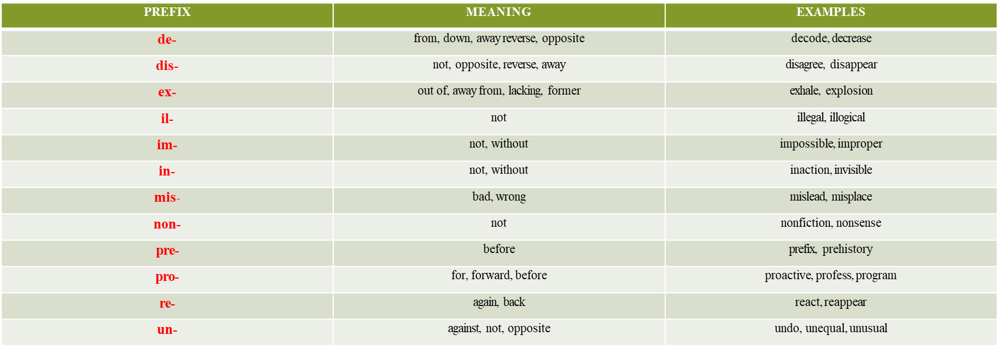 PREFIX MEANING EXAMPLES
de- from, down, away reverse, opposite decode, decrease
dis- not, opposite, reverse, away disagree, disappear
ex- out of, away from, lacking, former exhale, explosion
il- not illegal, illogical
im- not, without impossible, improper
in- not, without inaction, invisible
mis- bad, wrong mislead, misplace
non- not nonfiction, nonsense
pre- before prefix, prehistory
pro- for, forward, before proactive, profess, program
re- again, back react, reappear
un- against, not, opposite undo, unequal, unusual